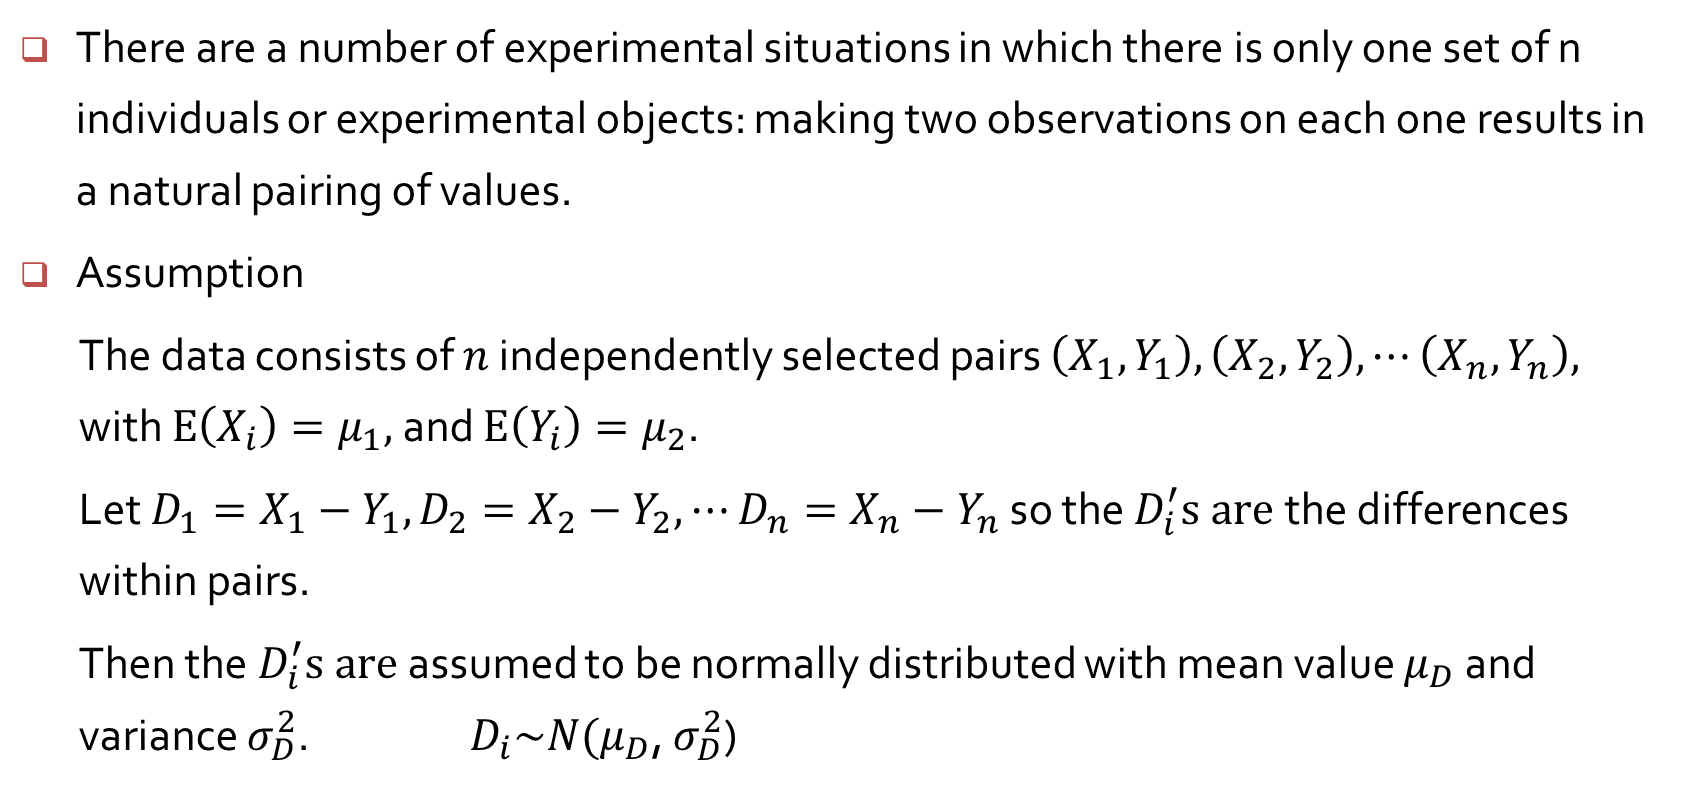 ❑ There are a number of experimental situations in which there is only one set of n
individuals or experimental objects: making two observations on each one results in
a natural pairing of values.
❑ Assumption
The data consists of n independently selected pairs (X₁, Y₁), (X₂, Y₂), ⋯ (Xₙ, Yₙ),
with E(Xᵢ) = μ₁, and E(Yᵢ) = μ₂.
Let D₁ = X₁ − Y₁, D₂ = X₂ − Y₂, ⋯ Dₙ = Xₙ − Yₙ so the Dᵢ′s are the differences
within pairs.
Then the Dᵢ′s are assumed to be normally distributed with mean value μ_D and
variance σ_D². Dᵢ~N(μ_D, σ_D²)